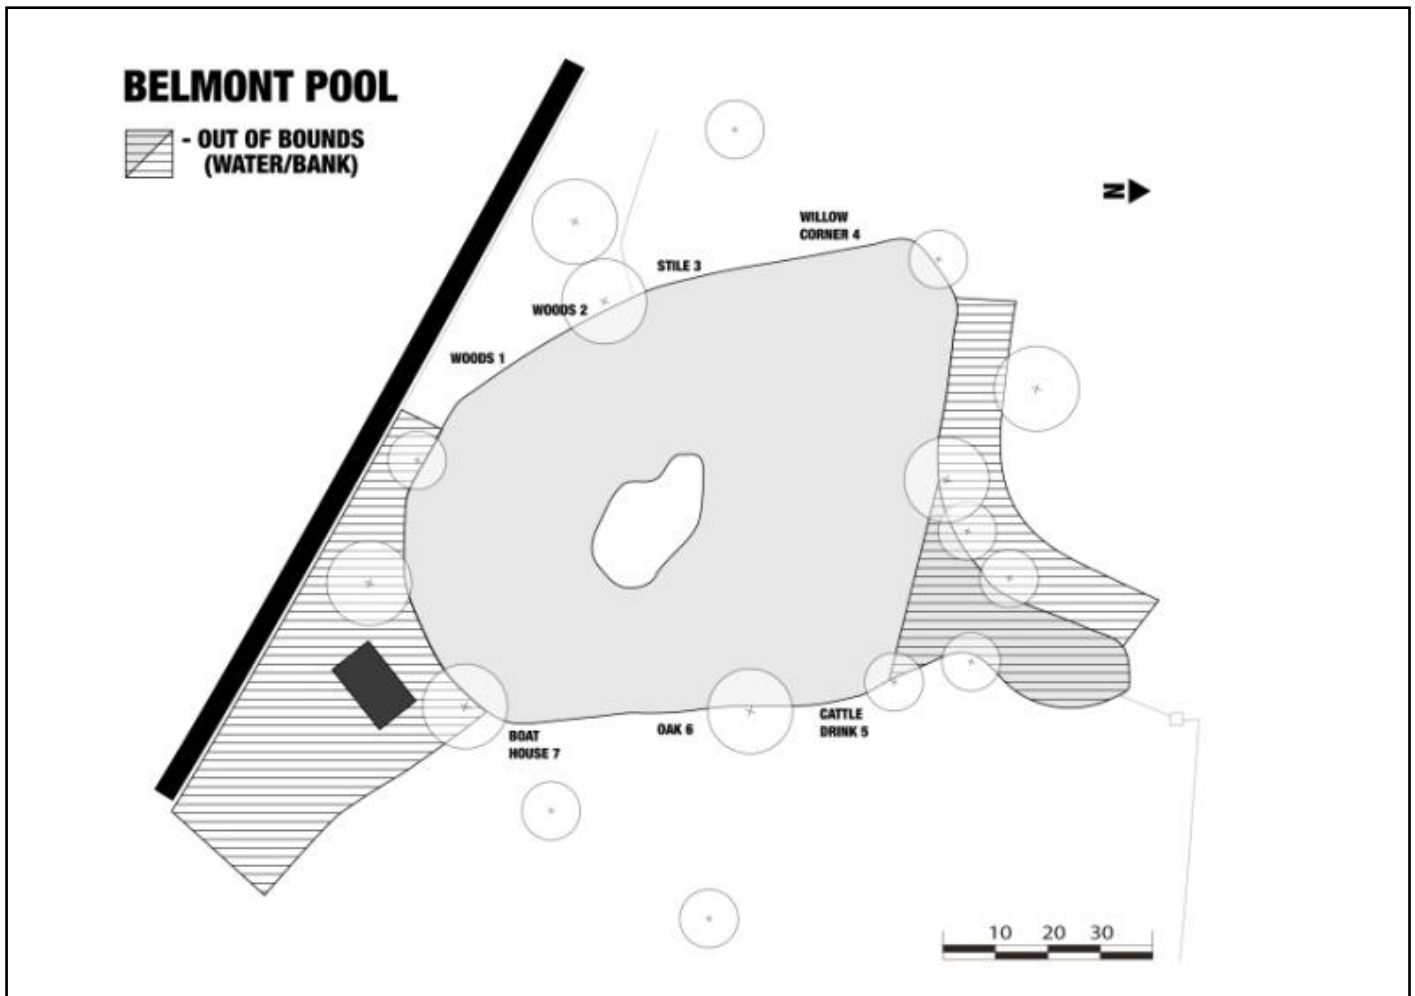 BELMONT POOL
- OUT OF BOUNDS
(WATER/BANK)
N
WILLOW
CORNER 4
STILE 3
WOODS 2
WOODS 1
BOAT
HOUSE 7
OAK 6
CATTLE
DRINK 5
10 20 30